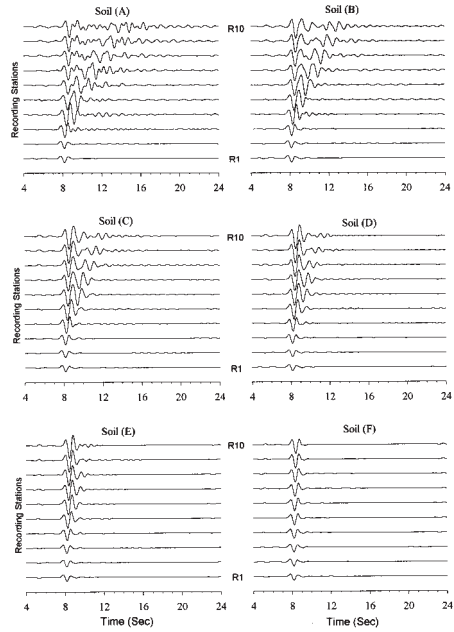 Soil (A)
Soil (B)
R10
Recording Stations
R1
4 8 12 16 20 24
4 8 12 16 20 24
Soil (C)
Soil (D)
R10
Recording Stations
R1
4 8 12 16 20 24
4 8 12 16 20 24
Soil (E)
Soil (F)
R10
Recording Stations
R1
4 8 12 16 20 24
4 8 12 16 20 24
Time (Sec)
Time (Sec)